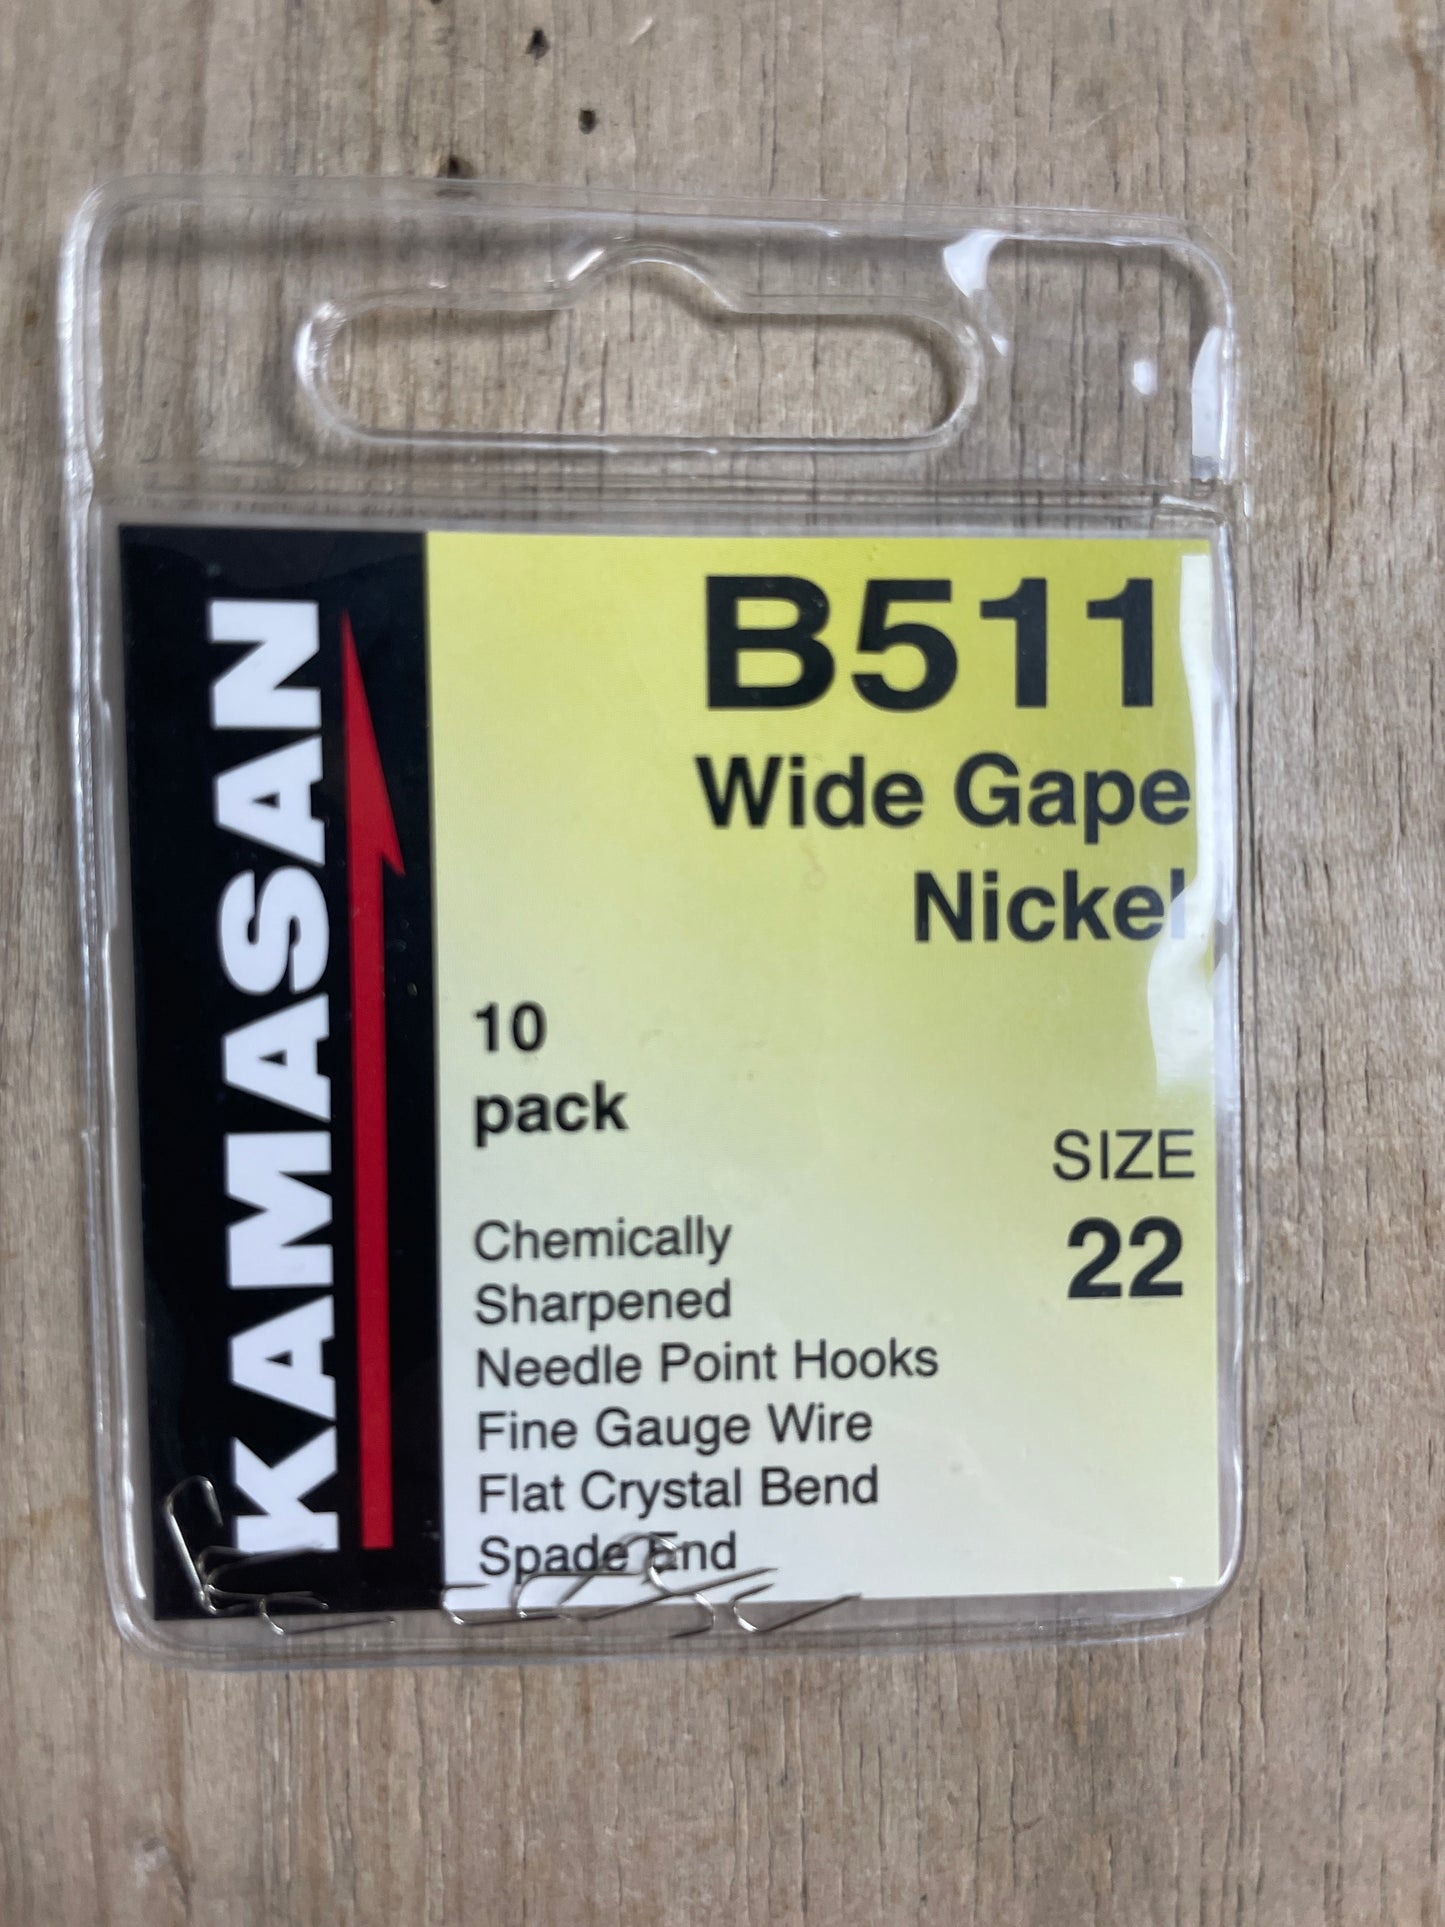 KAMASAN
B511
Wide Gape
Nickel
10
pack
SIZE
22
Chemically
Sharpened
Needle Point Hooks
Fine Gauge Wire
Flat Crystal Bend
Spade End